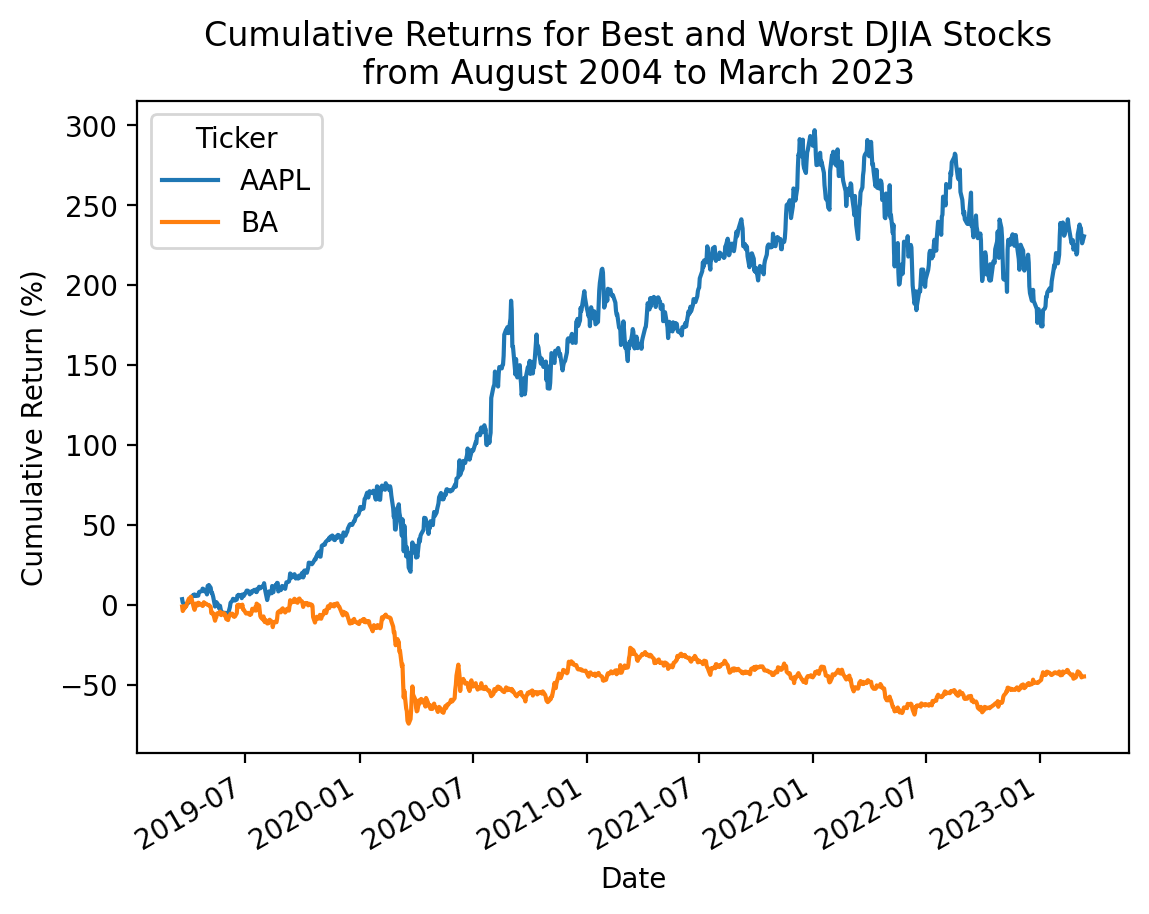 Cumulative Returns for Best and Worst DJIA Stocks
from August 2004 to March 2023
Ticker
AAPL
BA
Cumulative Return (%)
300
250
200
150
100
50
0
−50
2019-07
2020-01
2020-07
2021-01
2021-07
2022-01
2022-07
2023-01
Date